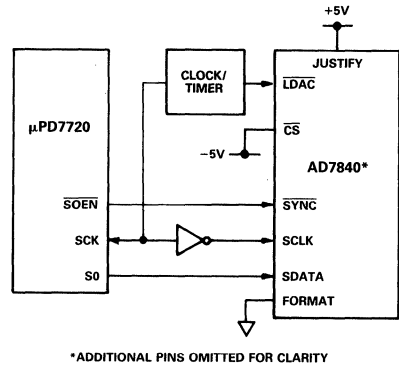 +5V
JUSTIFY
CLOCK/
TIMER
LDAC
μPD7720
CS
−5V
AD7840*
SOEN
SYNC
SCK
SCLK
S0
SDATA
FORMAT
*ADDITIONAL PINS OMITTED FOR CLARITY